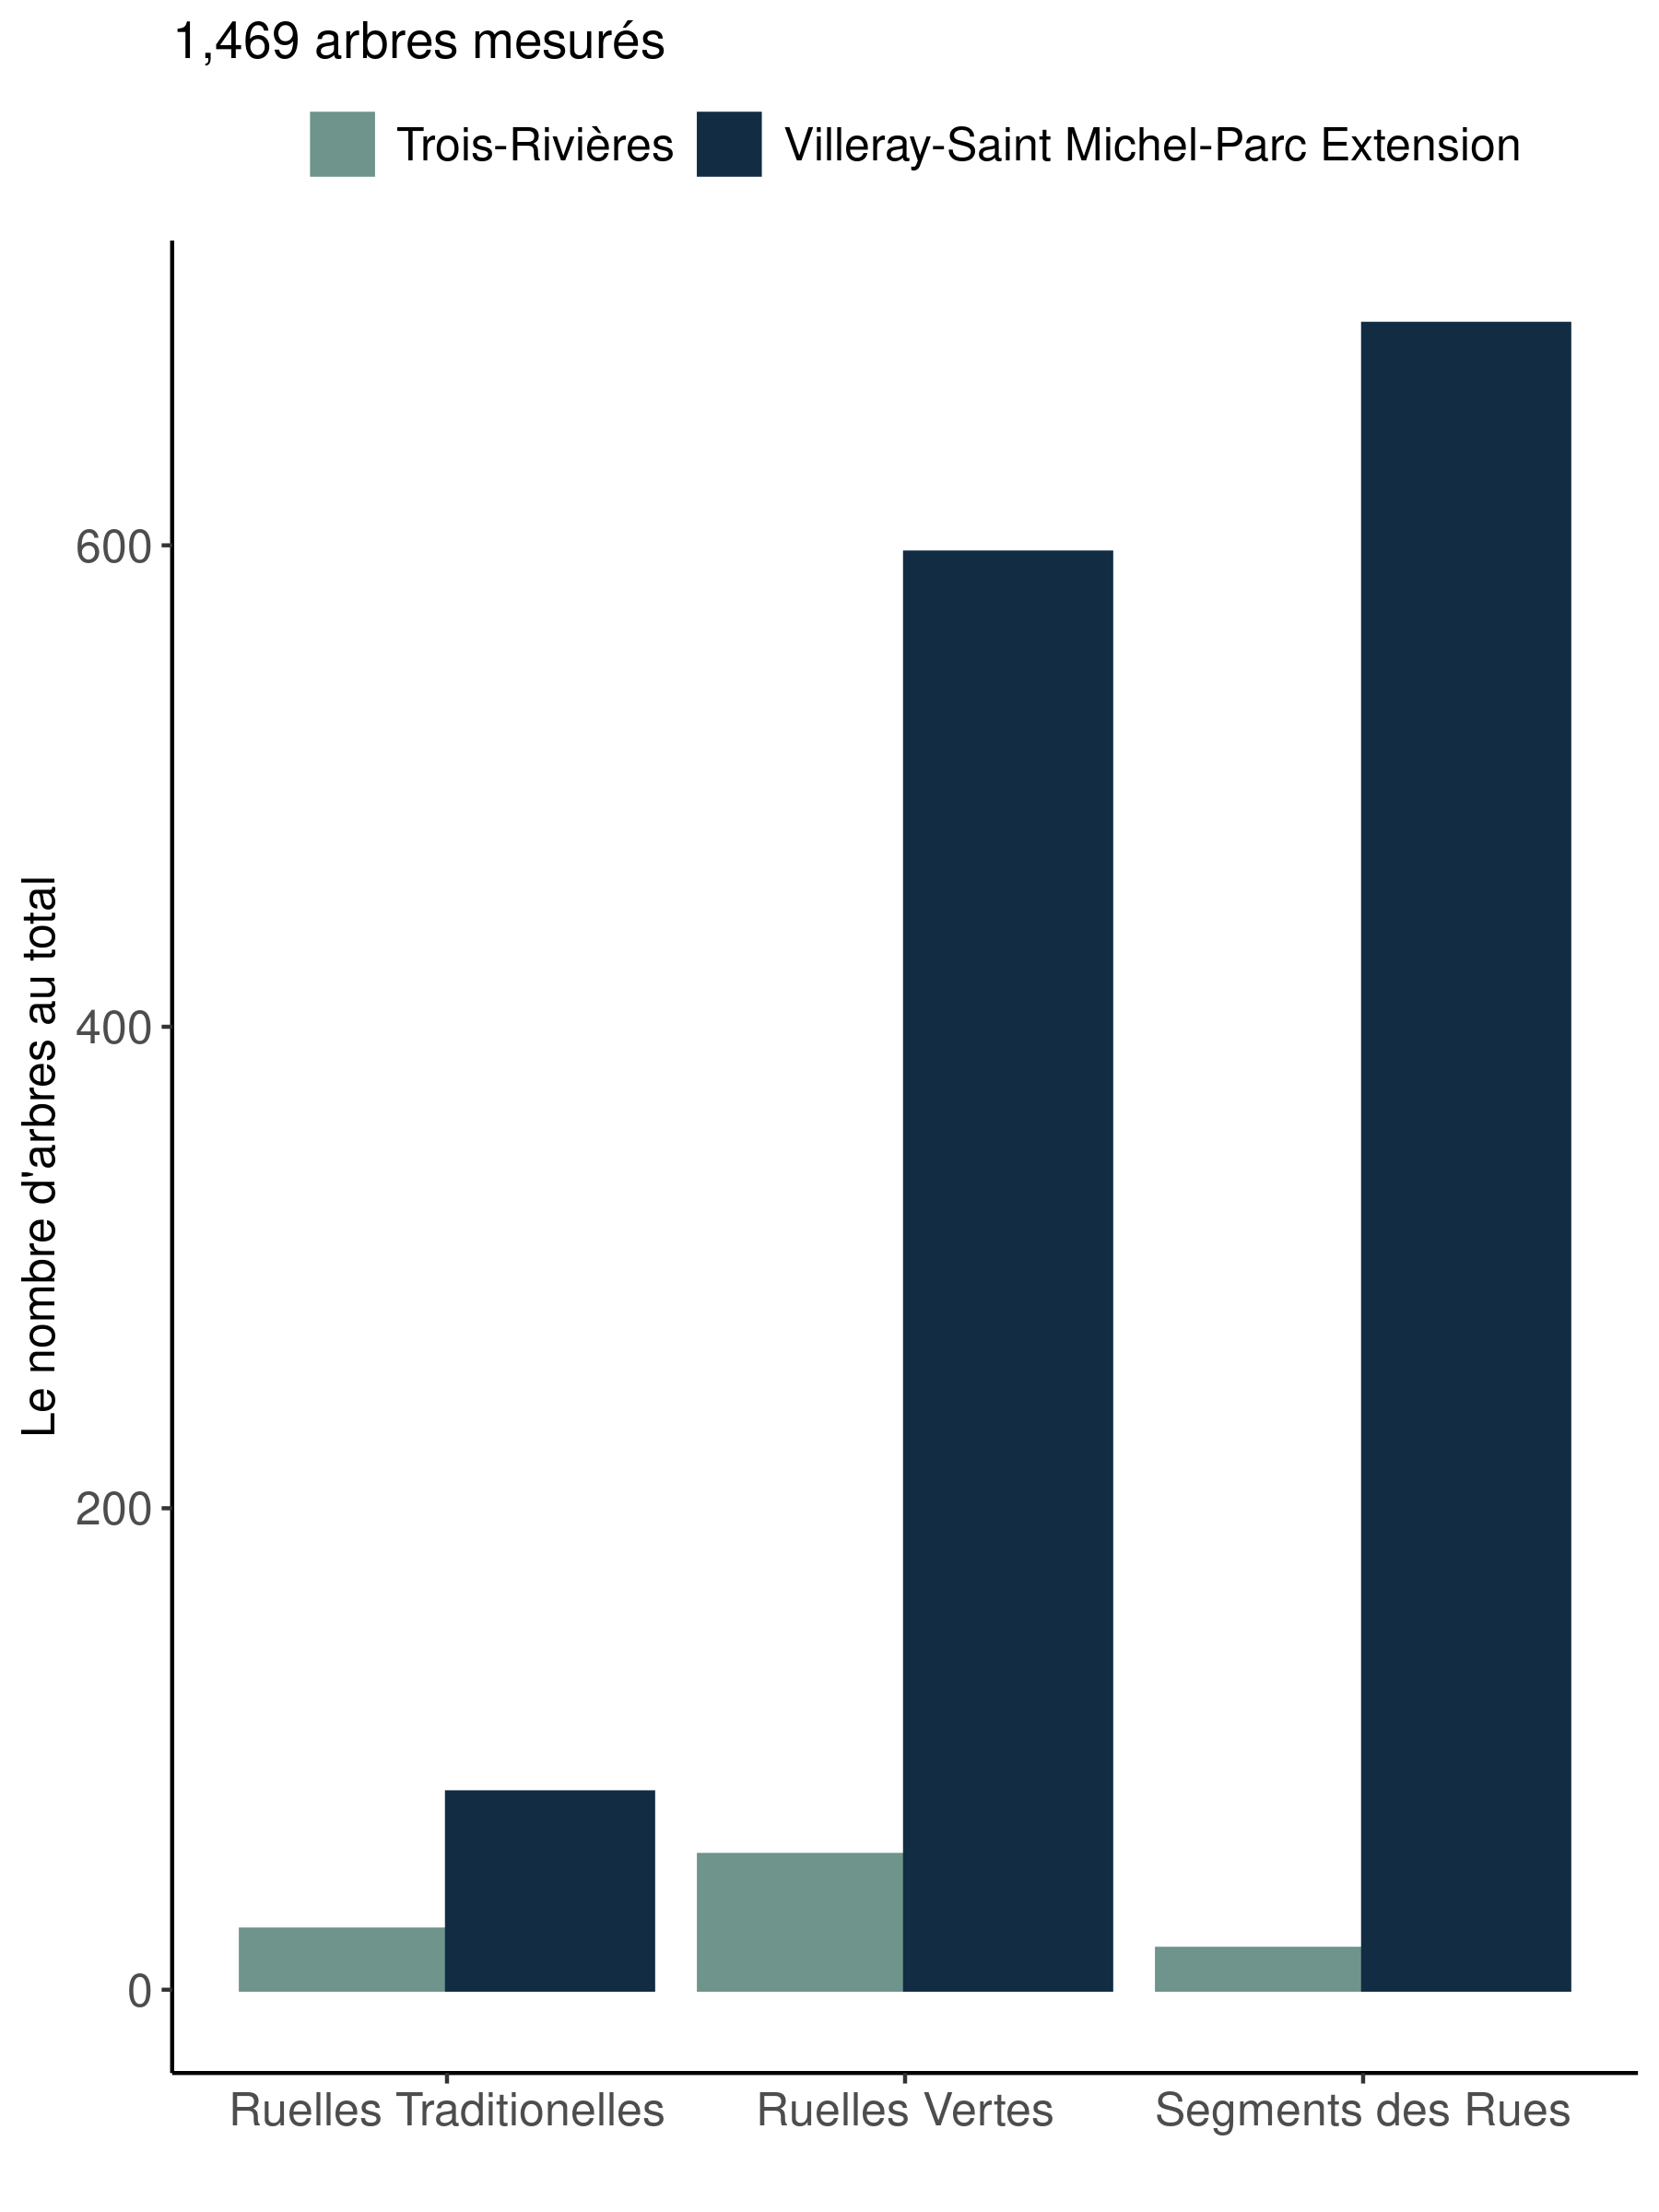 1,469 arbres mesurés
Trois-Rivières
Villeray-Saint Michel-Parc Extension
Le nombre d'arbres au total
600
400
200
0
Ruelles Traditionelles
Ruelles Vertes
Segments des Rues